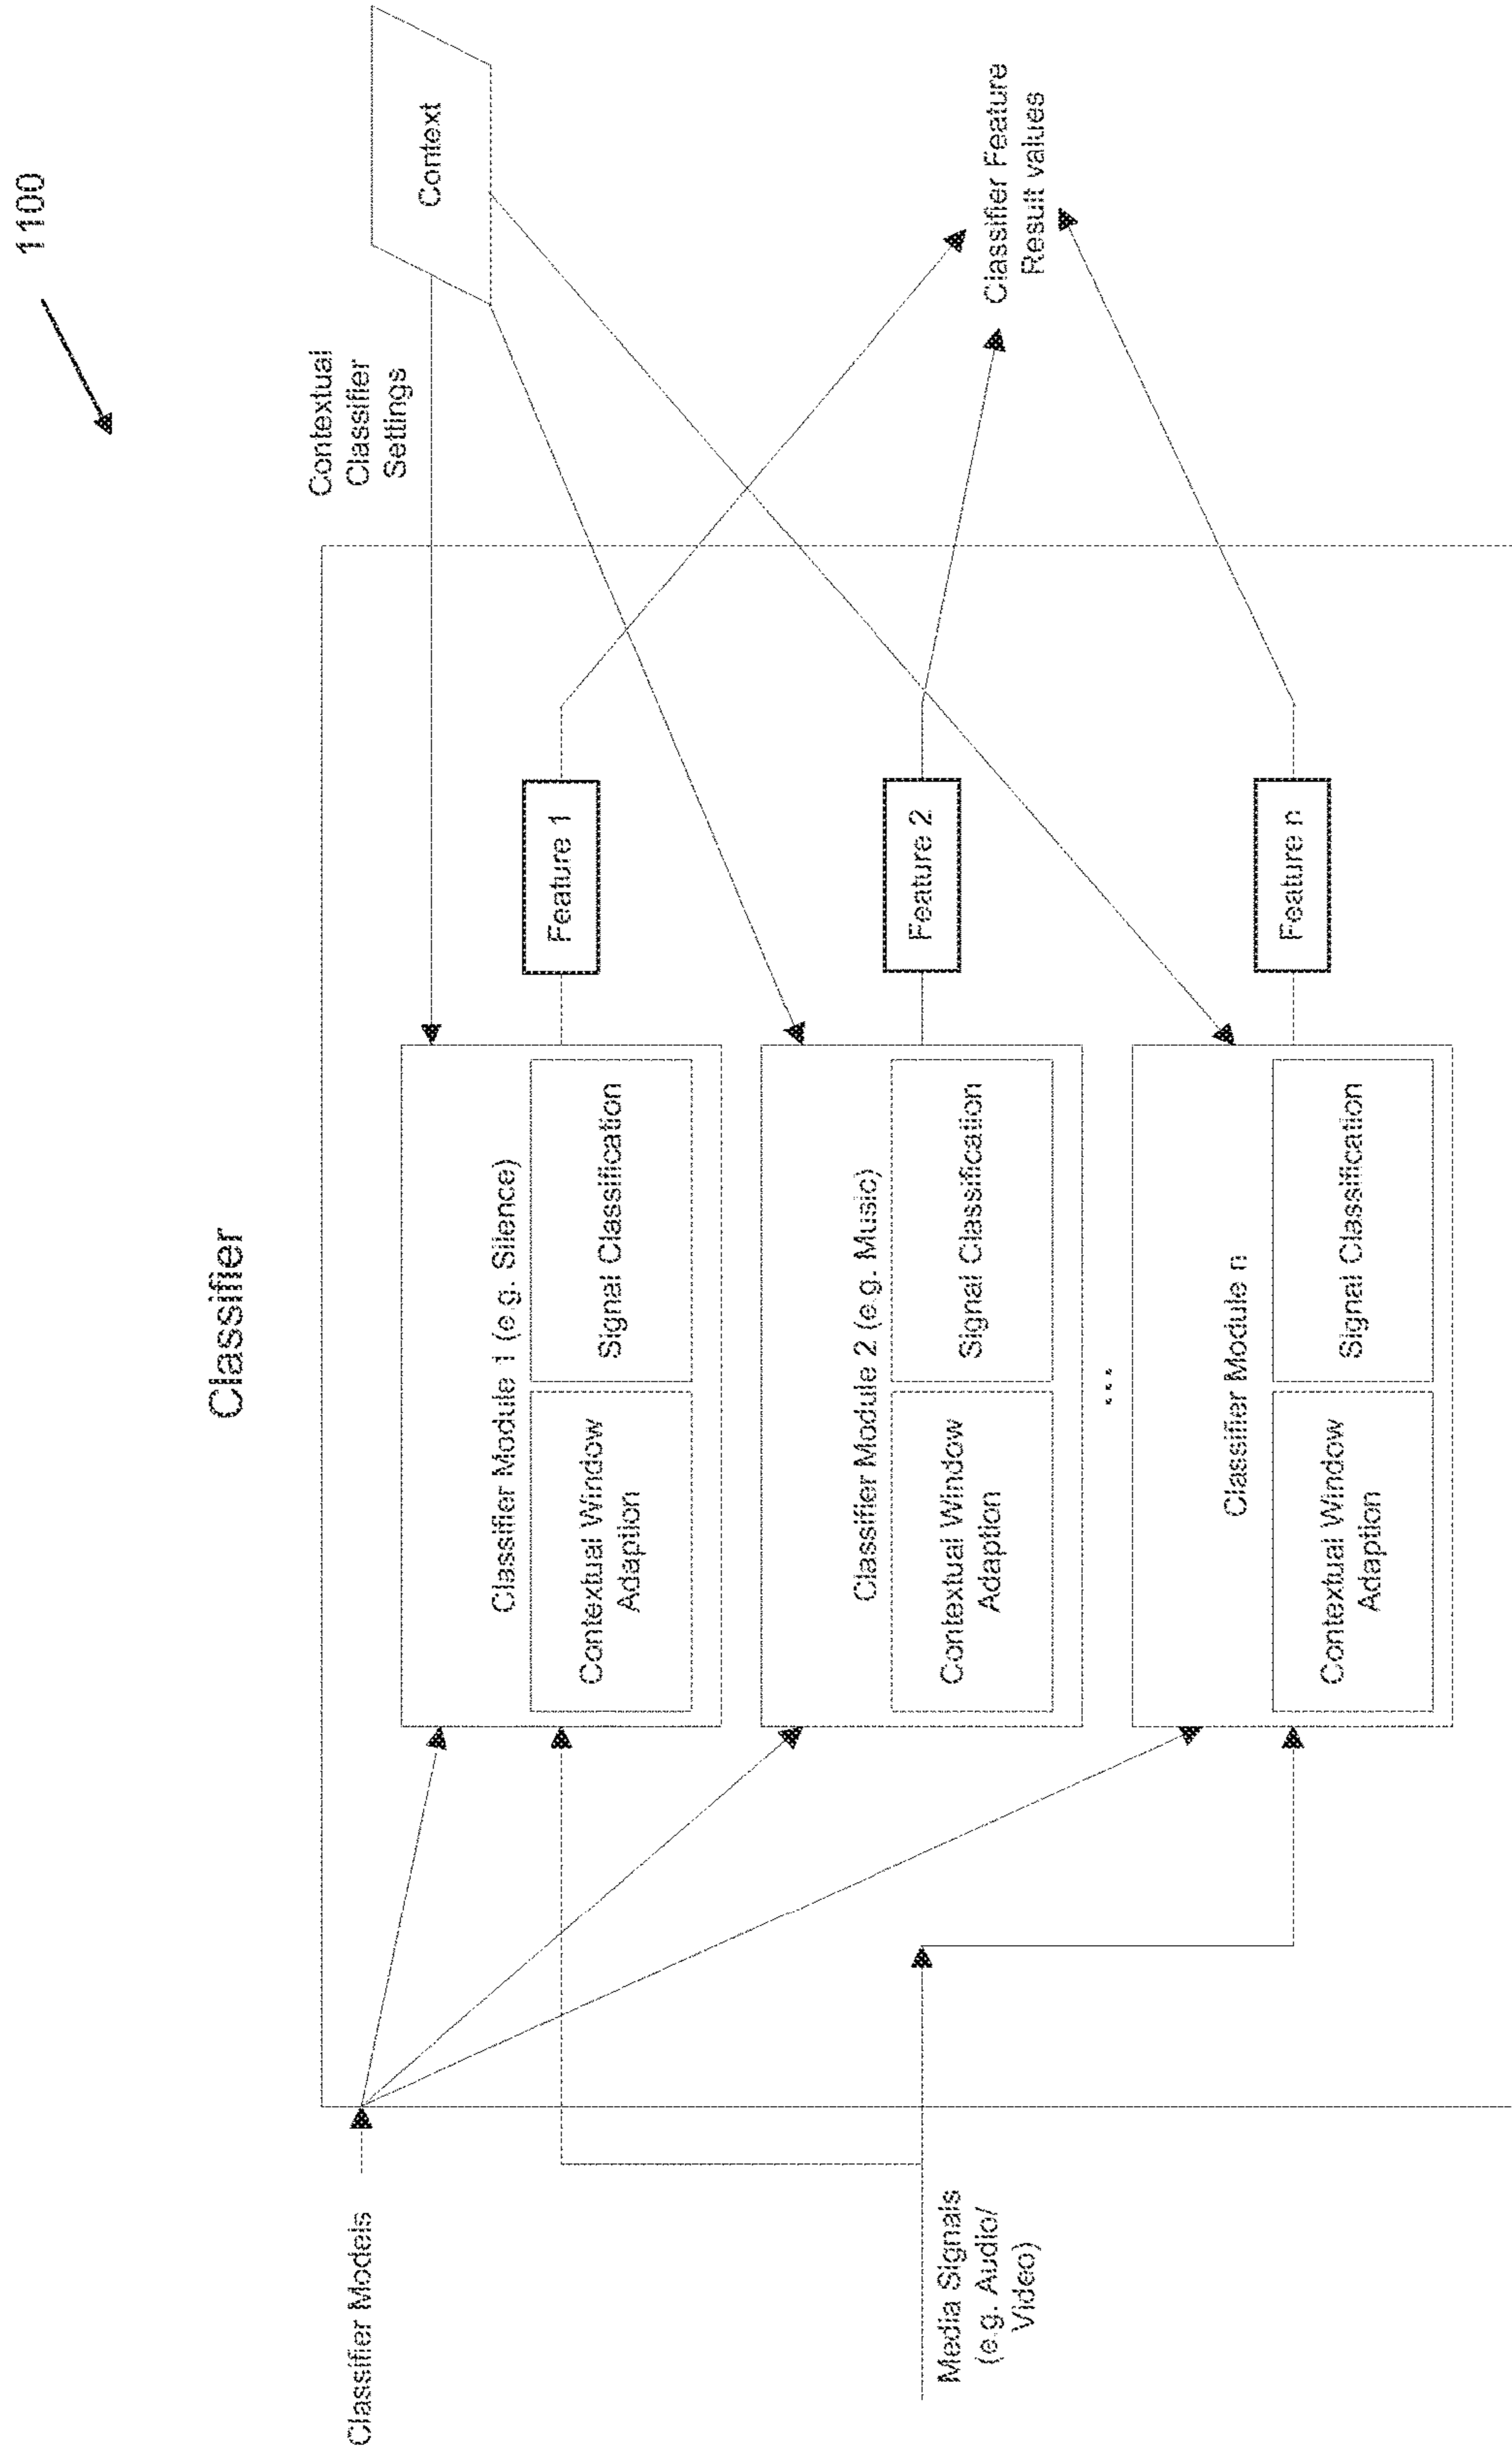 1100
Classifier
Classifier Models
Contextual
Classifier
Settings
Context
Classifier Module 1 (e.g. Silence)
Contextual Window
Adaption
Signal Classification
Feature 1
Media Signals
(e.g. Audio/
Video)
Classifier Module 2 (e.g. Music)
Contextual Window
Adaption
Signal Classification
Feature 2
Classifier Feature
Result values
...
Classifier Module n
Contextual Window
Adaption
Signal Classification
Feature n